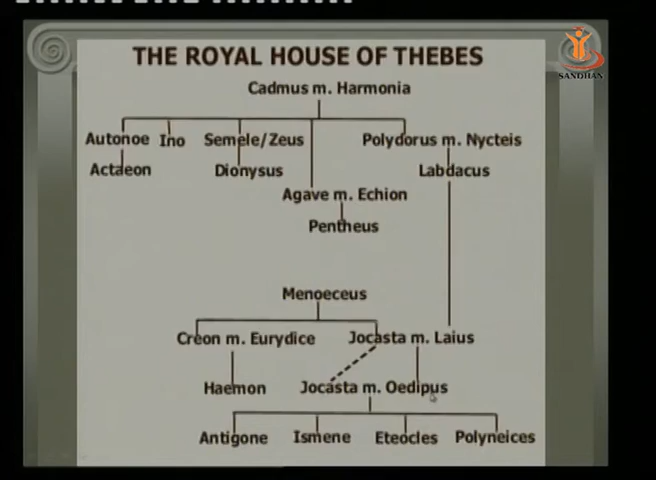 THE ROYAL HOUSE OF THEBES
SANDHAN
Cadmus m. Harmonia
Autonoe Ino Semele/Zeus Polydorus m. Nycteis
Actaeon Dionysus Labdacus
Agave m. Echion
Pentheus
Menoeceus
Creon m. Eurydice Jocasta m. Laius
Haemon Jocasta m. Oedipus
Antigone Ismene Eteocles Polyneices